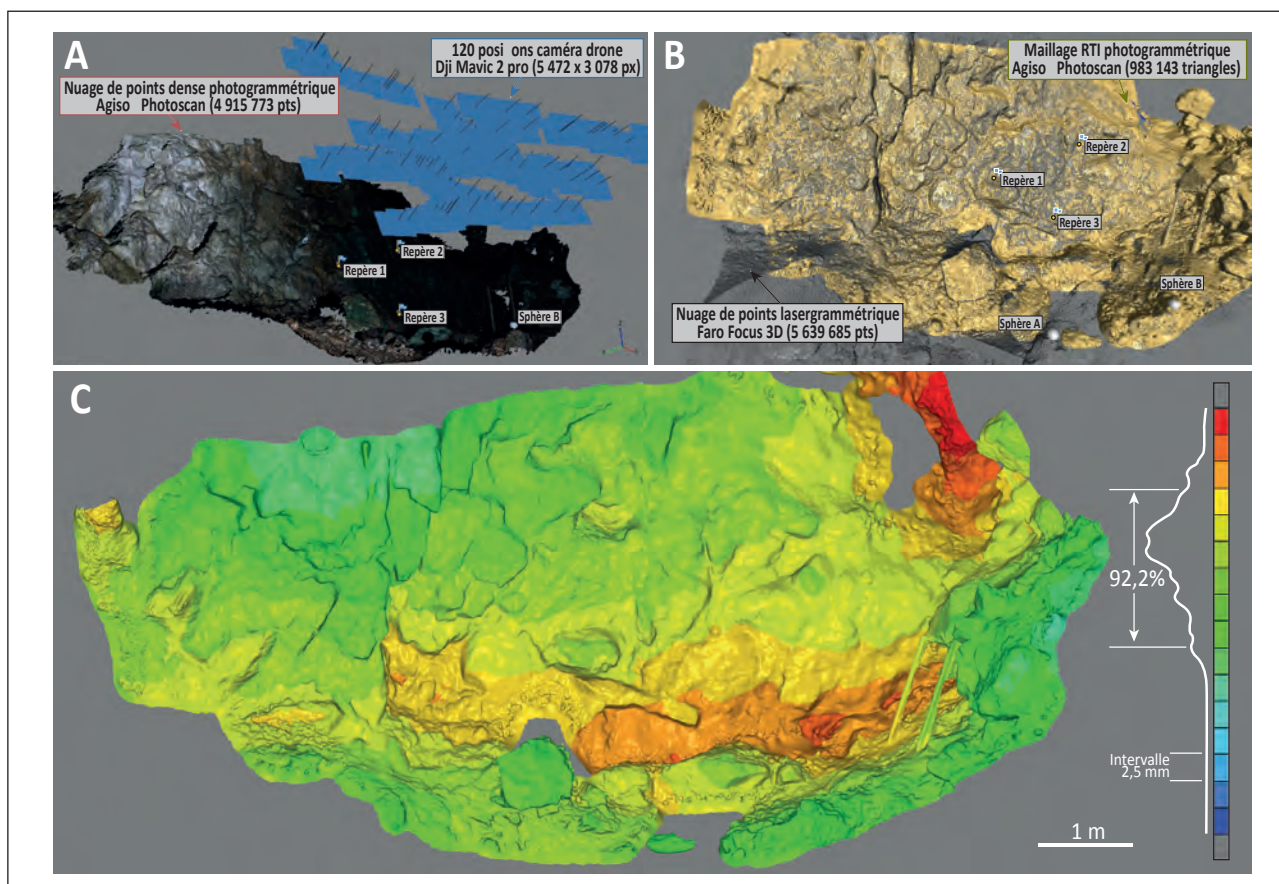 A
120 posi ons caméra drone
Dji Mavic 2 pro (5 472 x 3 078 px)
Nuage de points dense photogrammétrique
Agiso Photoscan (4 915 773 pts)
Repère 2
Repère 1
Repère 3
Sphère B
z
B
Maillage RTI photogrammétrique
Agiso Photoscan (983 143 triangles)
Repère 2
Repère 1
Repère 3
Sphère B
Nuage de points lasergrammétrique
Faro Focus 3D (5 639 685 pts)
Sphère A
C
92,2%
Intervalle
2,5 mm
1 m